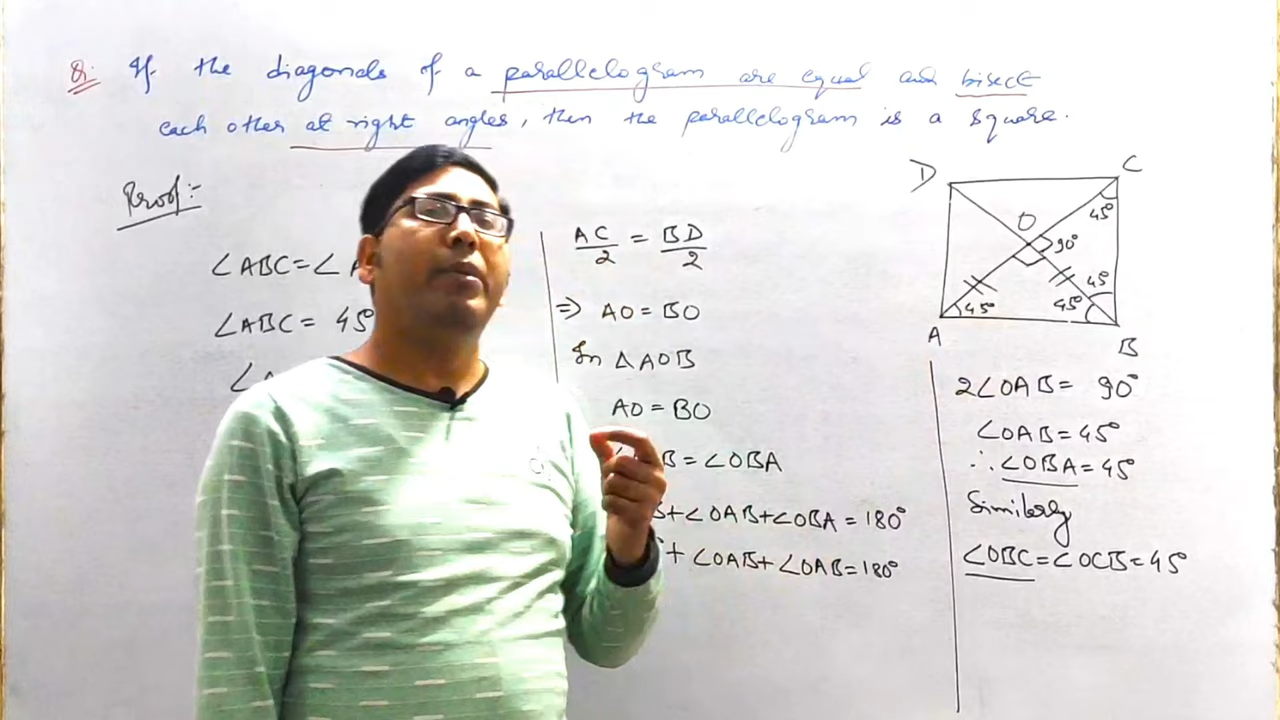 Q: If the diagonals of a parallelogram are equal and bisect
each other at right angles, then the parallelogram is a square.
Proof:-
∠ABC=∠A
∠ABC= 45°
∠A
AC/2 = BD/2
⇒ AO=BO
In △AOB
AO=BO
B=∠OBA
B+∠OAB+∠OBA=180°
°+ ∠OAB+∠OAB=180°
D
C
45°
O
90°
45°
45°
45°
A
B
2∠OAB= 90°
∠OAB=45°
∴∠OBA=45°
Similarly
∠OBC=∠OCB=45°